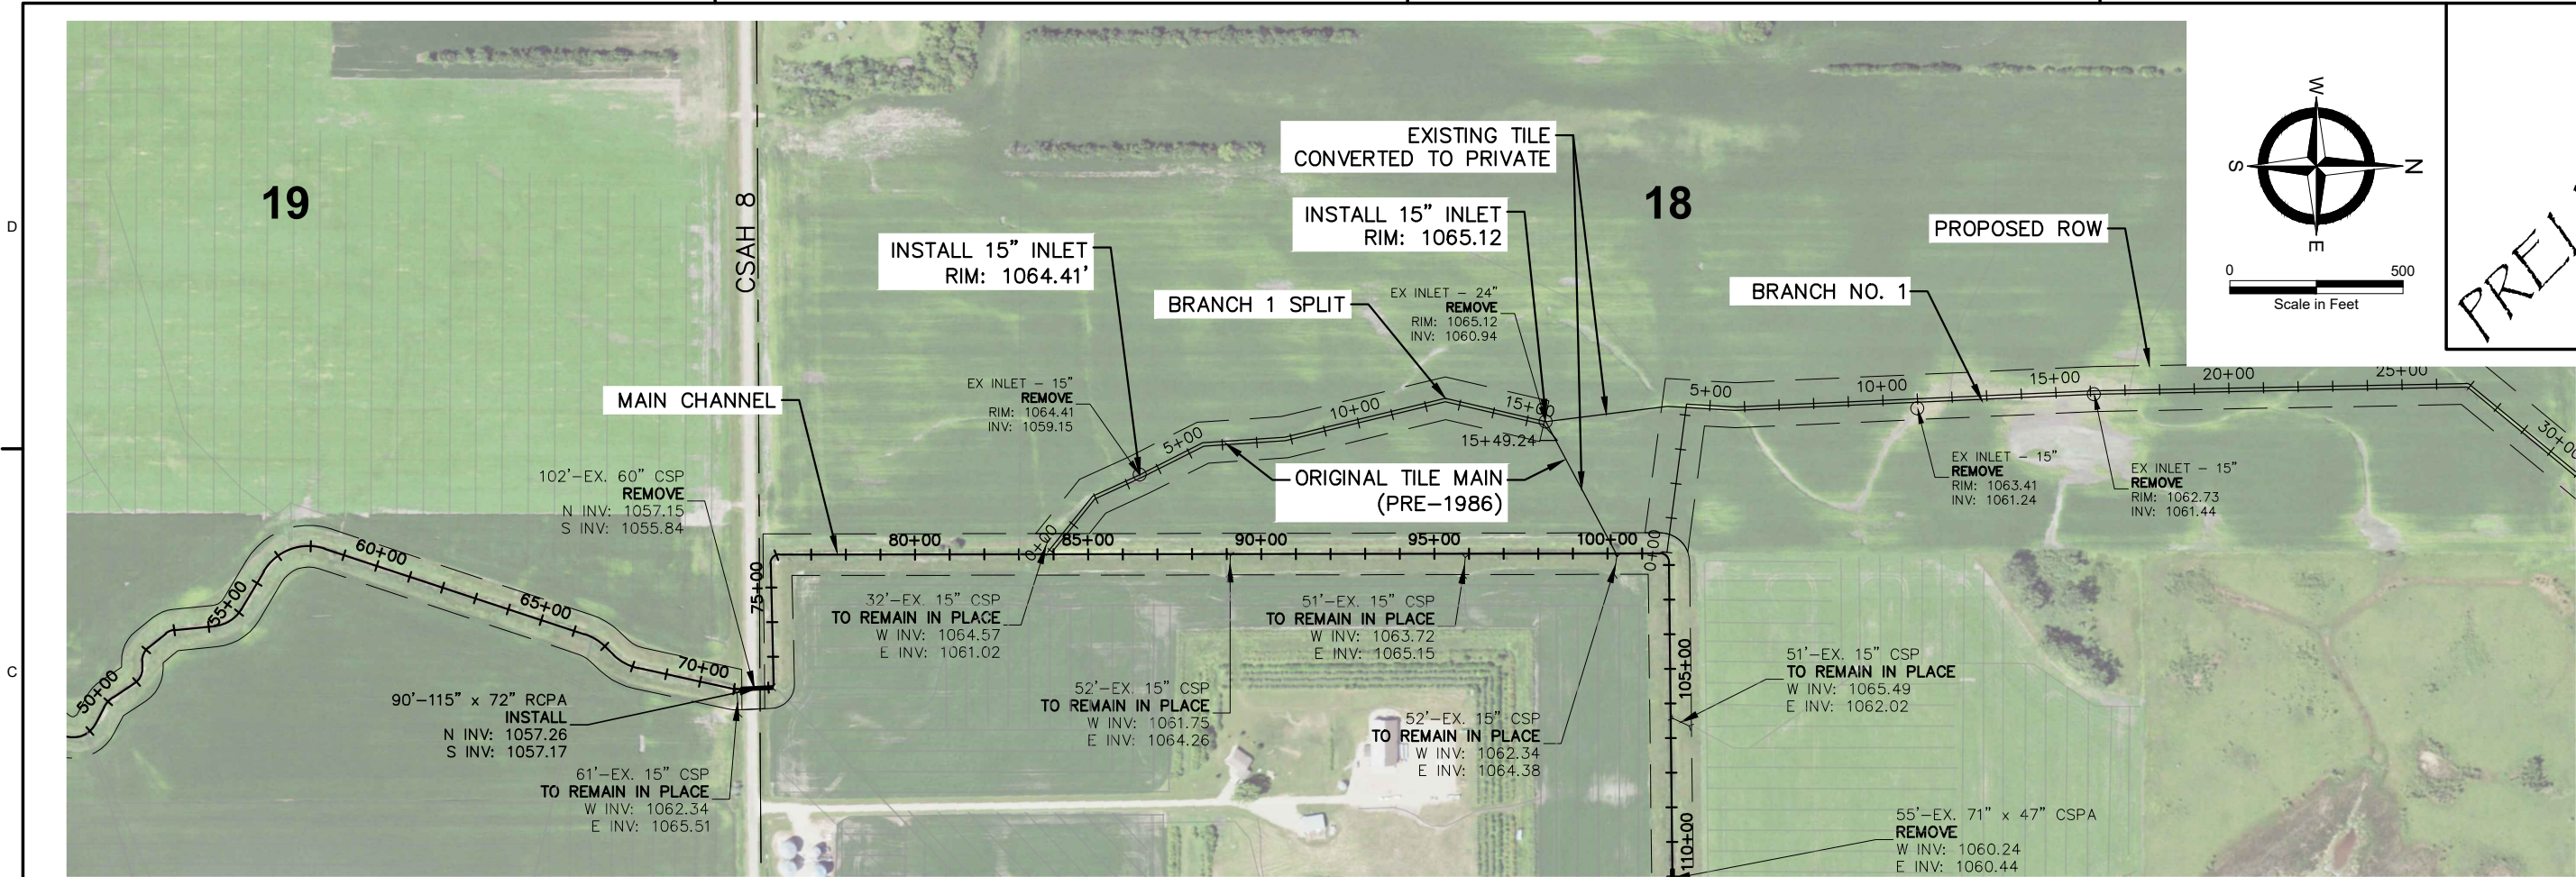 D
C
19
18
CSAH 8
W
S
N
E
0
500
Scale in Feet
EXISTING TILE
CONVERTED TO PRIVATE
INSTALL 15" INLET
RIM: 1065.12
INSTALL 15" INLET
RIM: 1064.41'
PROPOSED ROW
BRANCH NO. 1
BRANCH 1 SPLIT
EX INLET - 24"
REMOVE
RIM: 1065.12
INV: 1060.94
EX INLET - 15"
REMOVE
RIM: 1064.41
INV: 1059.15
MAIN CHANNEL
5+00
10+00
15+00
20+00
25+00
30+00
0+00
5+00
10+00
15+00
15+49.24
ORIGINAL TILE MAIN
(PRE-1986)
EX INLET - 15"
REMOVE
RIM: 1063.41
INV: 1061.24
EX INLET - 15"
REMOVE
RIM: 1062.73
INV: 1061.44
102'-EX. 60" CSP
REMOVE
N INV: 1057.15
S INV: 1055.84
50+00
55+00
60+00
65+00
70+00
75+00
80+00
85+00
90+00
95+00
100+00
0+00
105+00
110+00
32'-EX. 15" CSP
TO REMAIN IN PLACE
W INV: 1064.57
E INV: 1061.02
51'-EX. 15" CSP
TO REMAIN IN PLACE
W INV: 1063.72
E INV: 1065.15
52'-EX. 15" CSP
TO REMAIN IN PLACE
W INV: 1061.75
E INV: 1064.26
52'-EX. 15" CSP
TO REMAIN IN PLACE
W INV: 1062.34
E INV: 1064.38
51'-EX. 15" CSP
TO REMAIN IN PLACE
W INV: 1065.49
E INV: 1062.02
90'-115" x 72" RCPA
INSTALL
N INV: 1057.26
S INV: 1057.17
61'-EX. 15" CSP
TO REMAIN IN PLACE
W INV: 1062.34
E INV: 1065.51
55'-EX. 71" x 47" CSPA
REMOVE
W INV: 1060.24
E INV: 1060.44